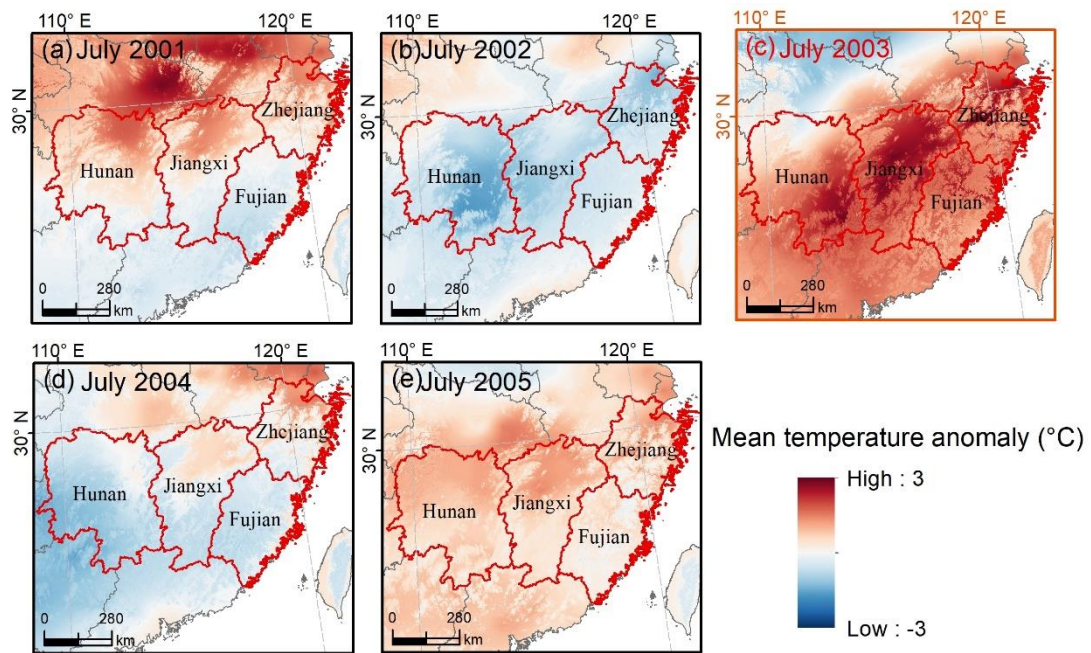 110° E
120° E
(a) July 2001
30° N
Zhejiang
Hunan
Jiangxi
Fujian
0 280
km
110° E
120° E
(b) July 2002
30° N
Zhejiang
Hunan
Jiangxi
Fujian
0 280
km
110° E
120° E
(c) July 2003
30° N
Zhejiang
Hunan
Jiangxi
Fujian
0 280
km
110° E
120° E
(d) July 2004
30° N
Zhejiang
Hunan
Jiangxi
Fujian
0 280
km
110° E
120° E
(e) July 2005
30° N
Zhejiang
Hunan
Jiangxi
Fujian
0 280
km
Mean temperature anomaly (°C)
High : 3
Low : -3